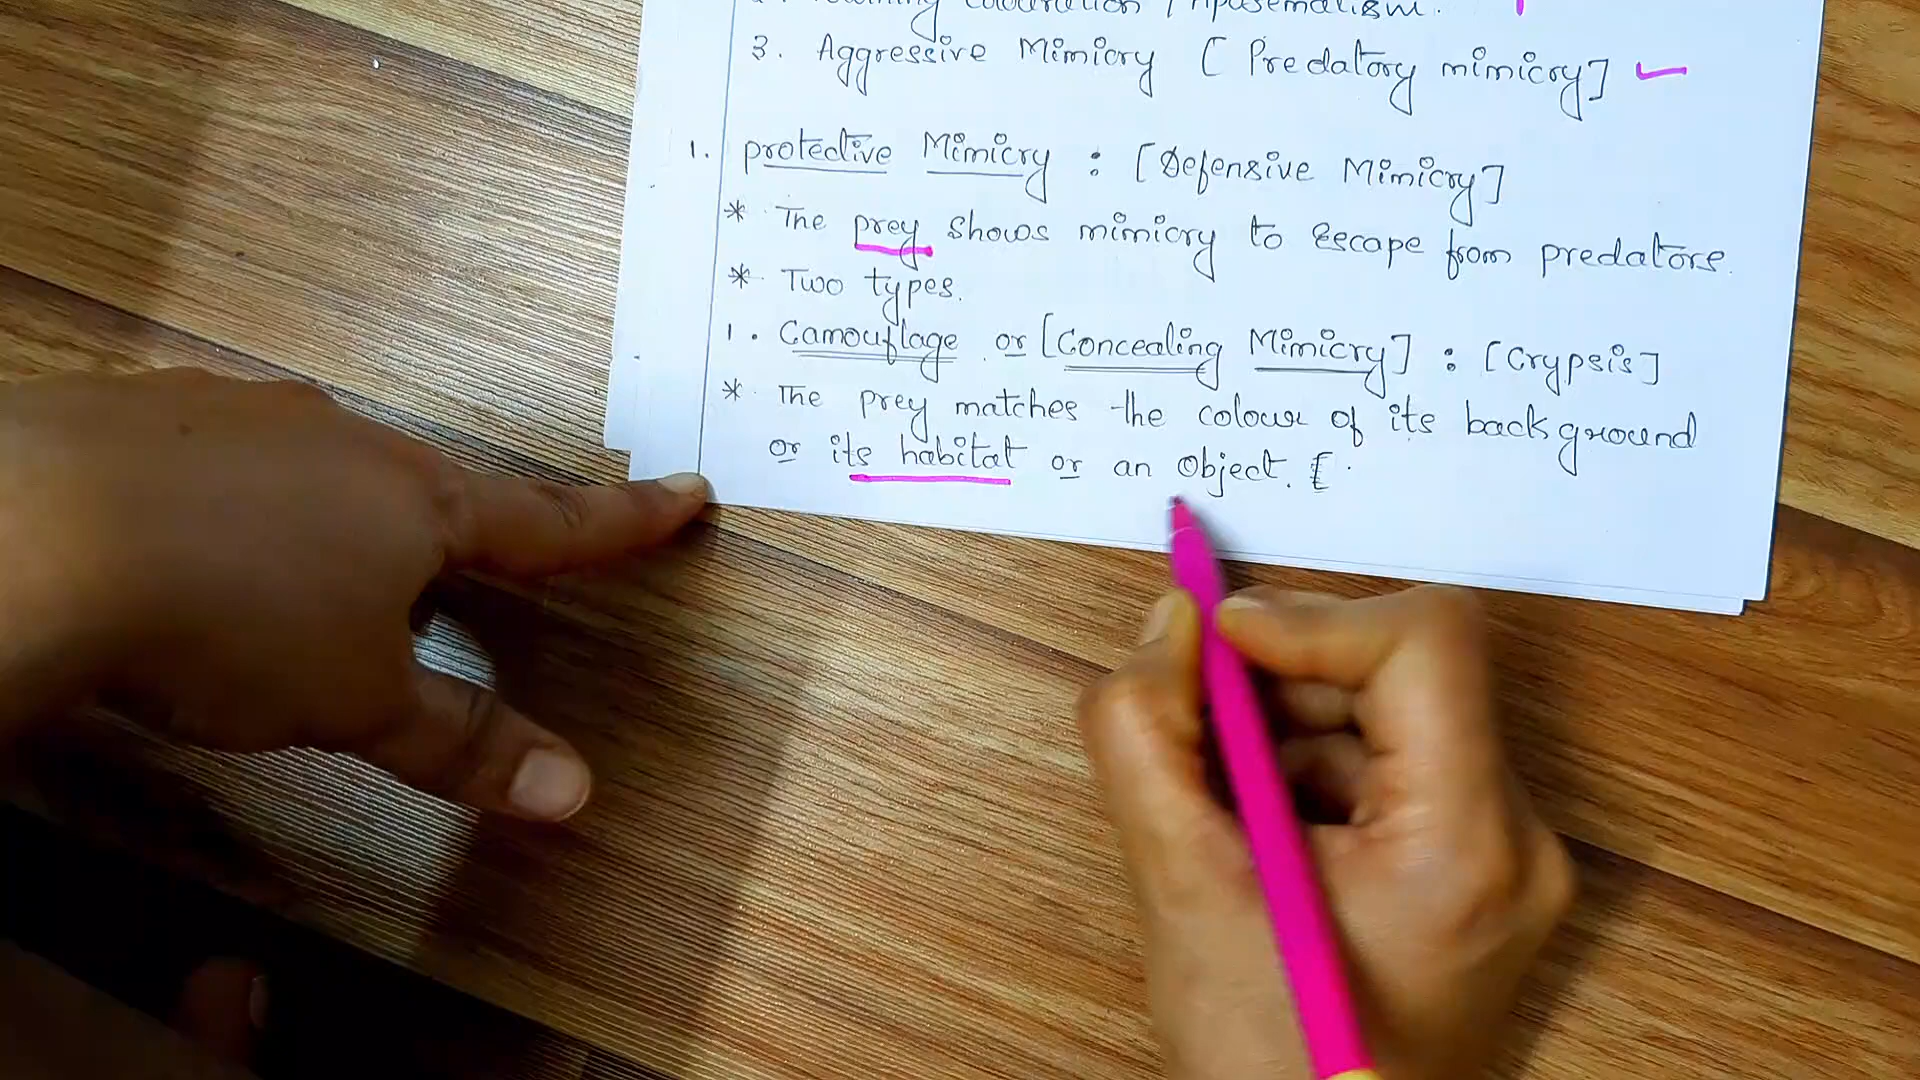 3. Aggressive Mimicry [Predatory mimicry]
1. protective Mimicry : [Defensive Mimicry]
* The prey shows mimicry to Escape from predators.
* Two types.
1. Camouflage or [Concealing Mimicry] : [Crypsis]
* The prey matches the colour of its background
or its habitat or an object. [